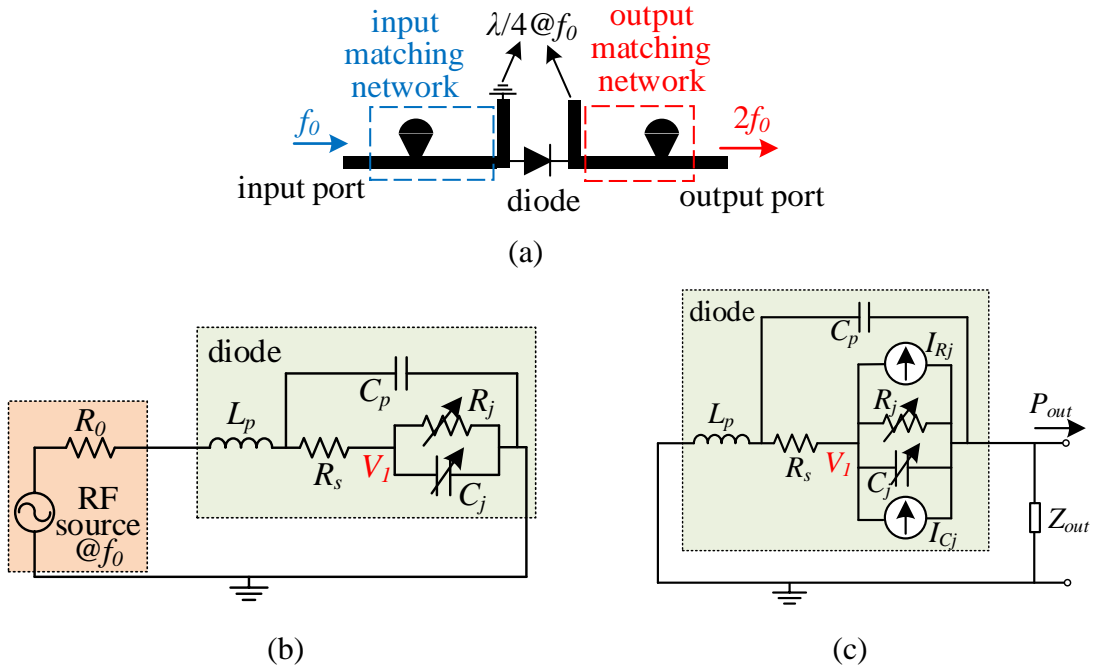 input
matching
network
λ/4@f0
output
matching
network
f0
2f0
input port
diode
output port
(a)
diode
Cp
Lp
Rj
Rs
V1
Cj
R0
RF
source
@f0
(b)
diode
Cp
IRj
Lp
Rj
Rs
V1
Cj
ICj
Pout
Zout
(c)